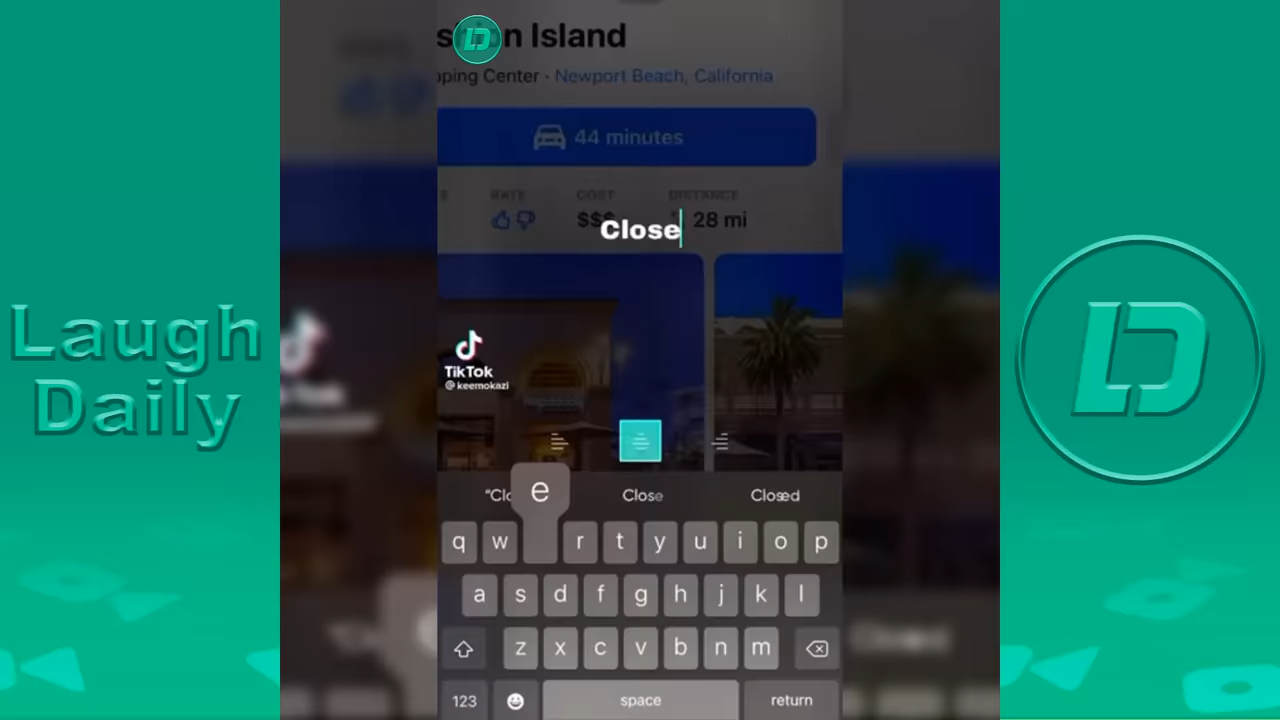 Laugh
Daily
n Island
pping Center · Newport Beach, California
44 minutes
RATE
COST
DISTANCE
$$$
28 mi
Close
TikTok
@keemokazi
"Clo
e
Close
Closed
q w r t y u i o p
a s d f g h j k l
z x c v b n m
123
space
return
LD